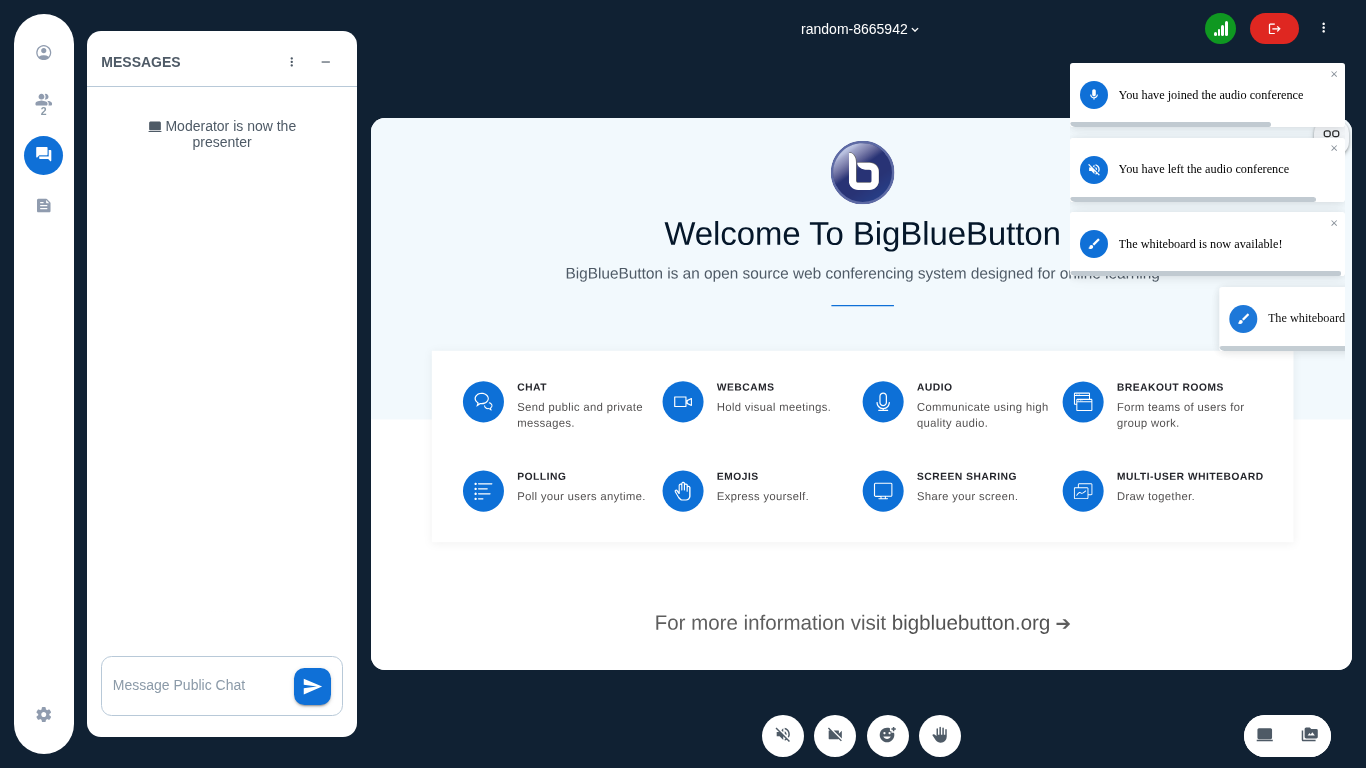 random-8665942
MESSAGES
2
Moderator is now the
presenter
Message Public Chat
You have joined the audio conference
You have left the audio conference
The whiteboard is now available!
The whiteboard
Welcome To BigBlueButton
BigBlueButton is an open source web conferencing system designed for online learning
CHAT
Send public and private
messages.
WEBCAMS
Hold visual meetings.
AUDIO
Communicate using high
quality audio.
BREAKOUT ROOMS
Form teams of users for
group work.
POLLING
Poll your users anytime.
EMOJIS
Express yourself.
SCREEN SHARING
Share your screen.
MULTI-USER WHITEBOARD
Draw together.
For more information visit bigbluebutton.org ➔